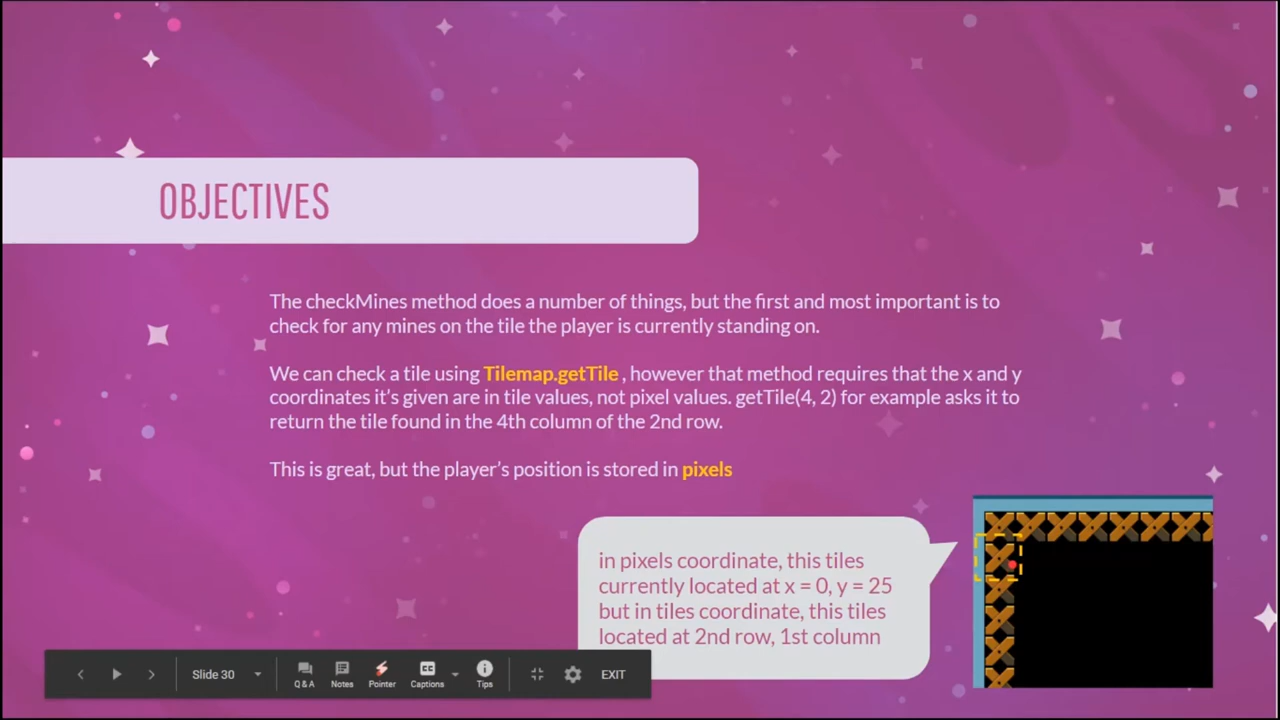 OBJECTIVES
The checkMines method does a number of things, but the first and most important is to
check for any mines on the tile the player is currently standing on.
We can check a tile using Tilemap.getTile , however that method requires that the x and y
coordinates it's given are in tile values, not pixel values. getTile(4, 2) for example asks it to
return the tile found in the 4th column of the 2nd row.
This is great, but the player's position is stored in pixels
in pixels coordinate, this tiles
currently located at x = 0, y = 25
but in tiles coordinate, this tiles
located at 2nd row, 1st column
Slide 30
Q & A
Notes
Pointer
CC
Captions
Tips
EXIT